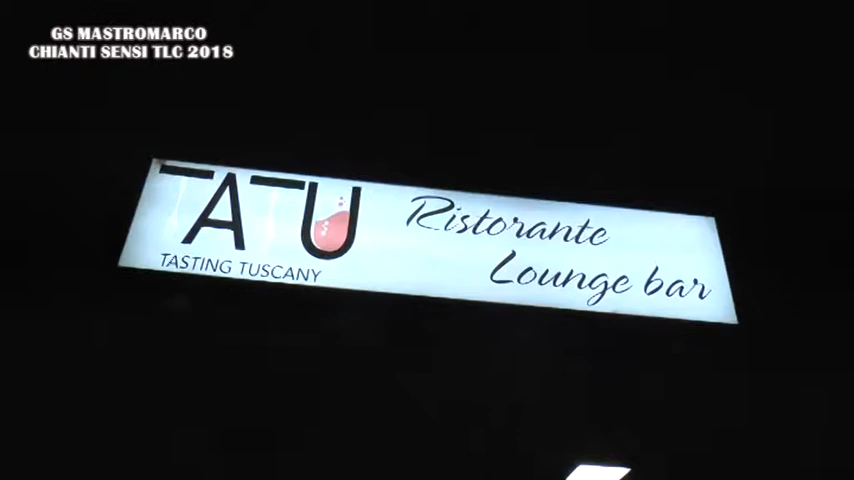 GS MASTROMARCO
CHIANTI SENSI TLC 2018
TATU
TASTING TUSCANY
Ristorante
Lounge bar